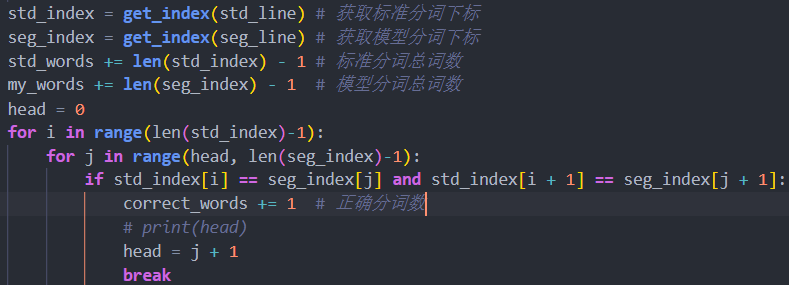 std_index = get_index(std_line) # 获取标准分词下标
seg_index = get_index(seg_line) # 获取模型分词下标
std_words += len(std_index) - 1 # 标准分词总词数
my_words += len(seg_index) - 1  # 模型分词总词数
head = 0
for i in range(len(std_index)-1):
    for j in range(head, len(seg_index)-1):
        if std_index[i] == seg_index[j] and std_index[i + 1] == seg_index[j + 1]:
            correct_words += 1  # 正确分词数
            # print(head)
            head = j + 1
            break